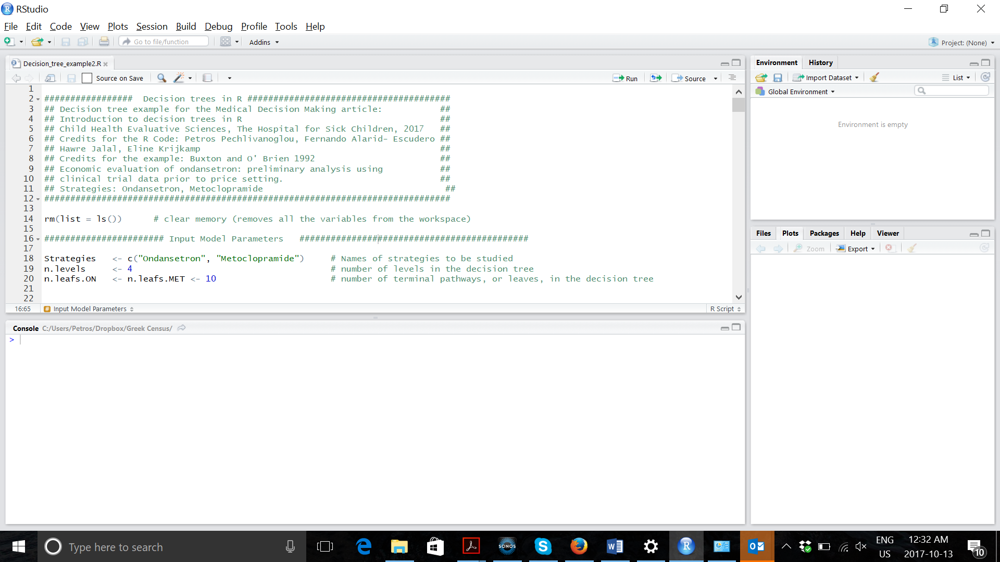 RStudio
File Edit Code View Plots Session Build Debug Profile Tools Help
Go to file/function Addins Project: (None)
Decision_tree_example2.R
Source on Save Run Source
1
2 ################# Decision trees in R #######################################
3 ## Decision tree example for the Medical Decision Making article: ##
4 ## Introduction to decision trees in R ##
5 ## Child Health Evaluative Sciences, The Hospital for Sick Children, 2017 ##
6 ## Credits for the R Code: Petros Pechlivanoglou, Fernando Alarid- Escudero ##
7 ## Hawre Jalal, Eline Krijkamp ##
8 ## Credits for the example: Buxton and O' Brien 1992 ##
9 ## Economic evaluation of ondansetron: preliminary analysis using ##
10 ## clinical trial data prior to price setting. ##
11 ## Strategies: Ondansetron, Metoclopramide ##
12 ##############################################################################
13
14 rm(list = ls()) # clear memory (removes all the variables from the workspace)
15
16 ####################### Input Model Parameters ############################################
17
18 Strategies <- c("Ondansetron", "Metoclopramide") # Names of strategies to be studied
19 n.levels <- 4 # number of levels in the decision tree
20 n.leafs.ON <- n.leafs.MET <- 10 # number of terminal pathways, or leaves, in the decision tree
21
22
16:65 # Input Model Parameters R Script
Console C:/Users/Petros/Dropbox/Greek Census/
>
Environment History
Import Dataset List
Global Environment
Environment is empty
Files Plots Packages Help Viewer
Zoom Export
Type here to search
SONOS
ENG
US
12:32 AM
2017-10-13
10